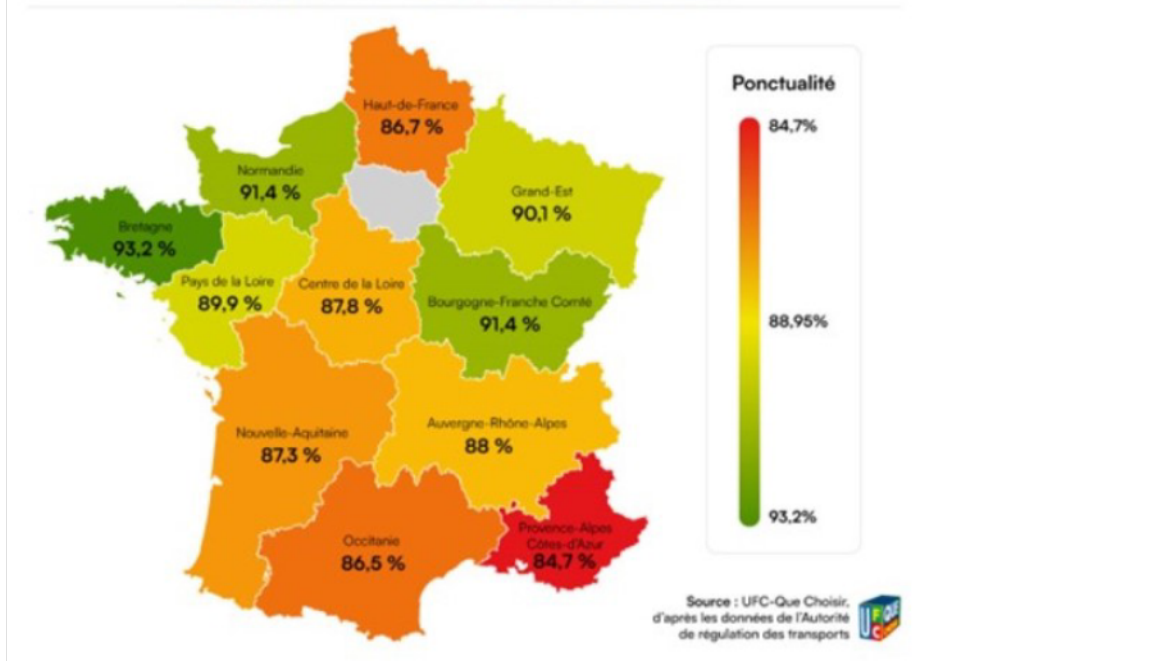 Haut-de-France
86,7 %
Normandie
91,4 %
Grand-Est
90,1 %
Bretagne
93,2 %
Pays de la Loire
89,9 %
Centre de la Loire
87,8 %
Bourgogne-Franche Comté
91,4 %
Nouvelle-Aquitaine
87,3 %
Auvergne-Rhône-Alpes
88 %
Occitanie
86,5 %
Provence-Alpes
Côtes-d'Azur
84,7 %
Ponctualité
84,7%
88,95%
93,2%
Source : UFC-Que Choisir,
d'après les données de l'Autorité
de régulation des transports
UFC
QUE